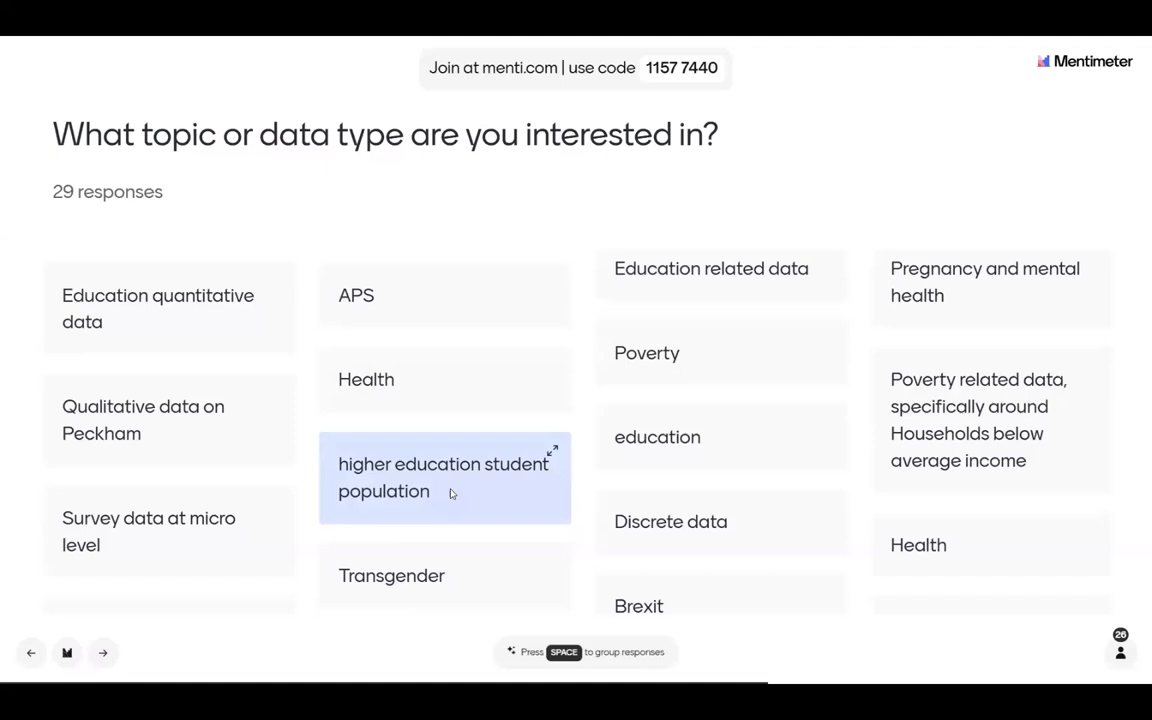 Join at menti.com | use code 1157 7440
Mentimeter
What topic or data type are you interested in?
29 responses
Education quantitative
data
Qualitative data on
Peckham
Survey data at micro
level
APS
Health
higher education student
population
Transgender
Education related data
Poverty
education
Discrete data
Brexit
Pregnancy and mental
health
Poverty related data,
specifically around
Households below
average income
Health
Press SPACE to group responses
26